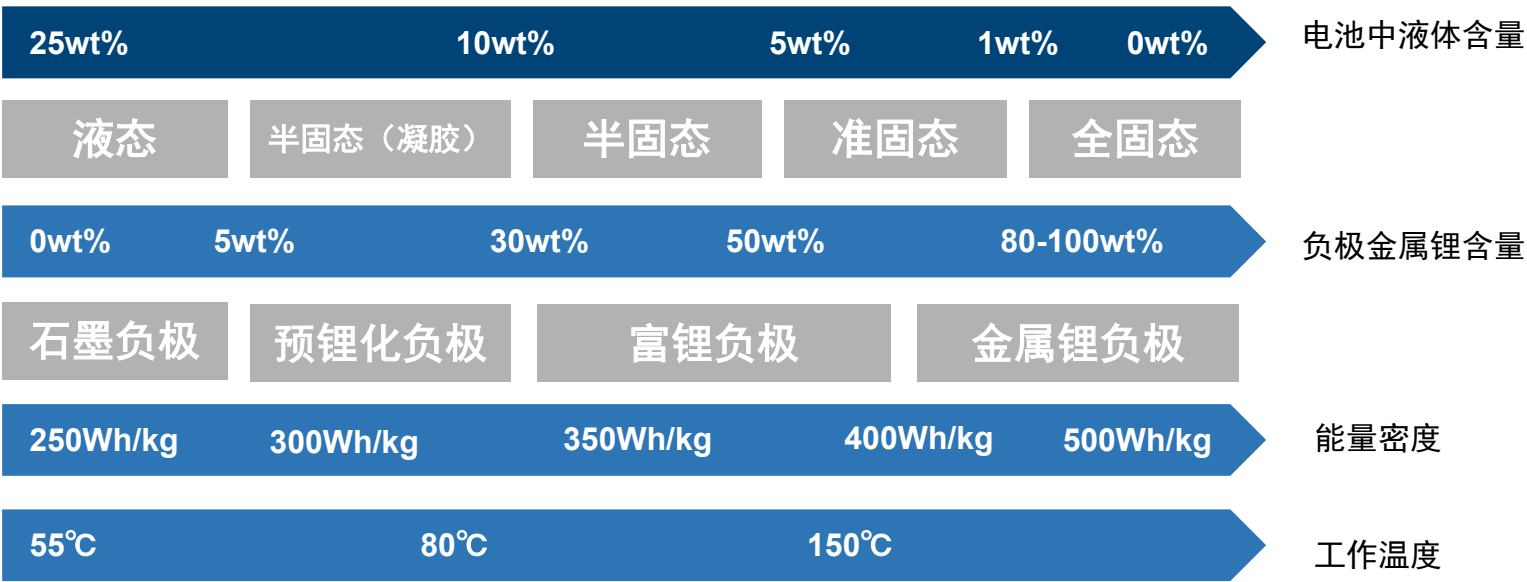 25wt% 10wt% 5wt% 1wt% 0wt% 电池中液体含量
液态 半固态（凝胶） 半固态 准固态 全固态
0wt% 5wt% 30wt% 50wt% 80-100wt% 负极金属锂含量
石墨负极 预锂化负极 富锂负极 金属锂负极
250Wh/kg 300Wh/kg 350Wh/kg 400Wh/kg 500Wh/kg 能量密度
55℃ 80℃ 150℃ 工作温度